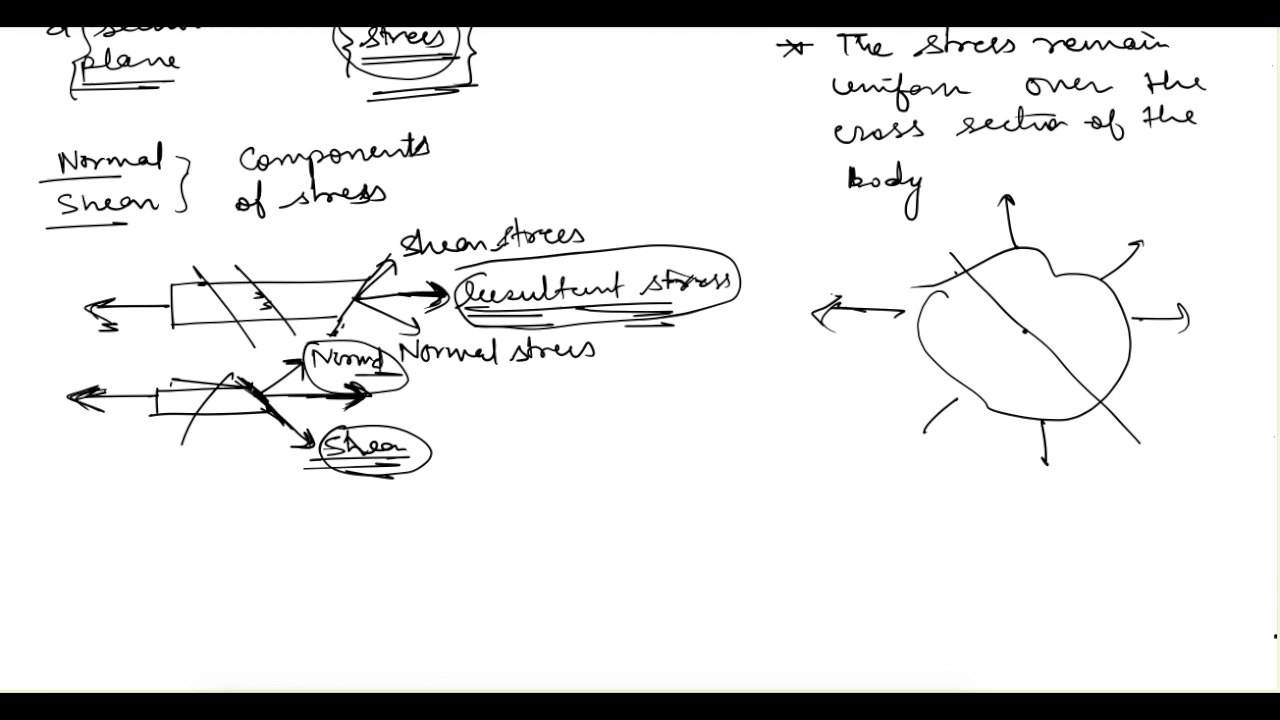 plane
stress
Normal
Shear
Components
of stress
Shear stress
Resultant stress
Normal Normal stress
Shear
* The stress remain
uniform over the
cross section of the
body